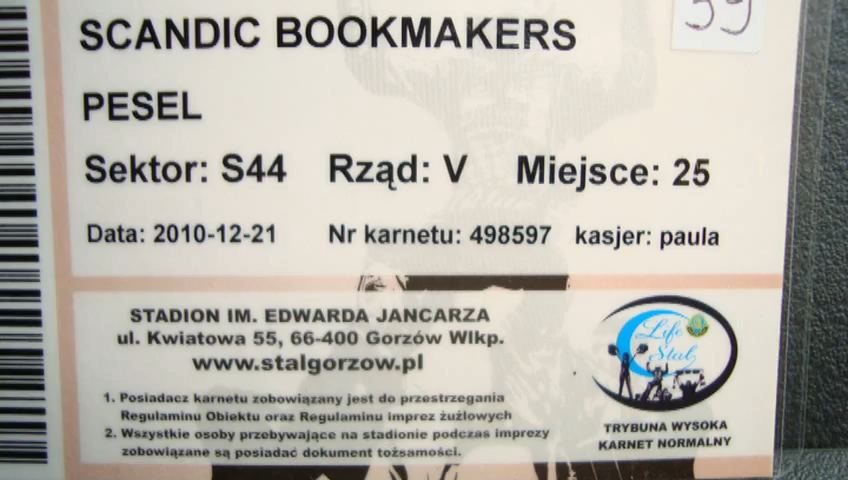 SCANDIC BOOKMAKERS
PESEL
Sektor: S44 Rząd: V Miejsce: 25
Data: 2010-12-21 Nr karnetu: 498597 kasjer: paula
STADION IM. EDWARDA JANCARZA
ul. Kwiatowa 55, 66-400 Gorzów Wlkp.
www.stalgorzow.pl
1. Posiadacz karnetu zobowiązany jest do przestrzegania
Regulaminu Obiektu oraz Regulaminu imprez żużlowych
2. Wszystkie osoby przebywające na stadionie podczas imprezy
zobowiązane są posiadać dokument tożsamości.
Life
Stal
TRYBUNA WYSOKA
KARNET NORMALNY